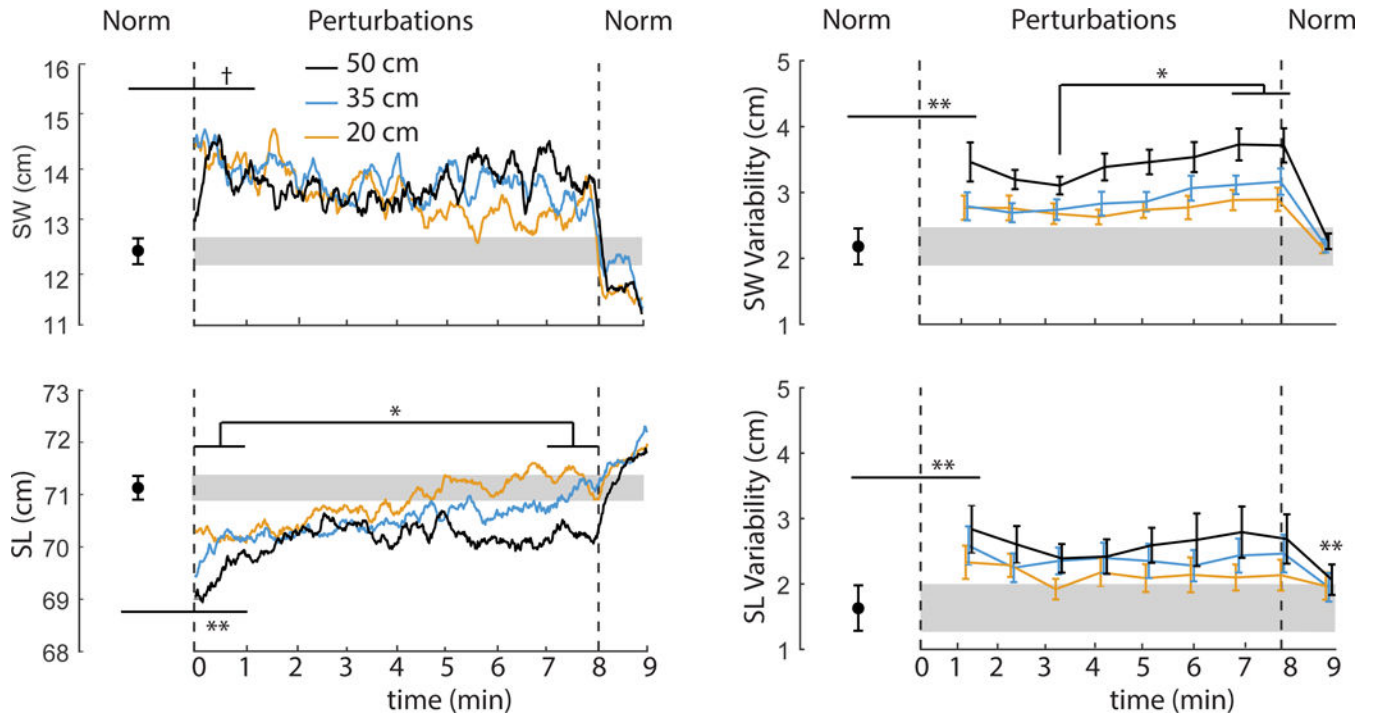 Norm Perturbations Norm
50 cm
35 cm
20 cm
†
SW (cm)
16
15
14
13
12
11
Norm Perturbations Norm
*
**
SW Variability (cm)
5
4
3
2
1
*
**
SL (cm)
73
72
71
70
69
68
0 1 2 3 4 5 6 7 8 9
time (min)
**
**
SL Variability (cm)
5
4
3
2
1
0 1 2 3 4 5 6 7 8 9
time (min)